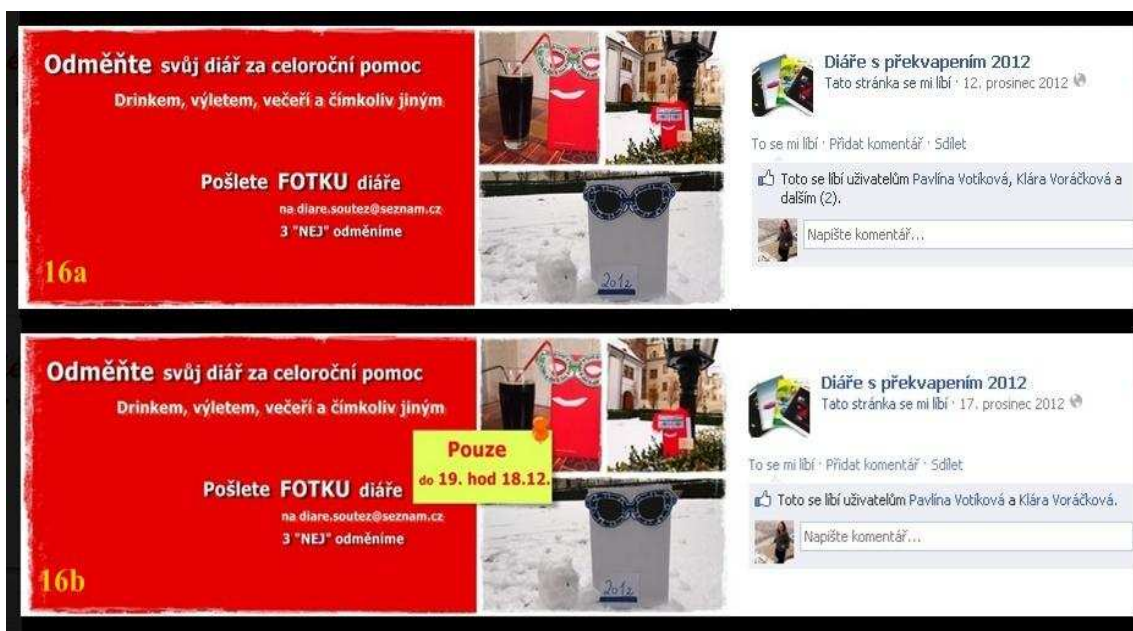 Odměňte svůj diář za celoroční pomoc
Drinkem, výletem, večeří a čímkoliv jiným
Pošlete FOTKU diáře
na diare.soutez@seznam.cz
3 "NEJ" odměníme
16a
2012
Diáře s překvapením 2012
Tato stránka se mi líbí · 12. prosinec 2012
To se mi líbí · Přidat komentář · Sdílet
Toto se líbí uživatelům Pavlína Votíková, Klára Voráčková a
dalším (2).
Napište komentář...
Odměňte svůj diář za celoroční pomoc
Drinkem, výletem, večeří a čímkoliv jiným
Pouze
do 19. hod 18.12.
Pošlete FOTKU diáře
na diare.soutez@seznam.cz
3 "NEJ" odměníme
16b
2012
Diáře s překvapením 2012
Tato stránka se mi líbí · 17. prosinec 2012
To se mi líbí · Přidat komentář · Sdílet
Toto se líbí uživatelům Pavlína Votíková a Klára Voráčková.
Napište komentář...